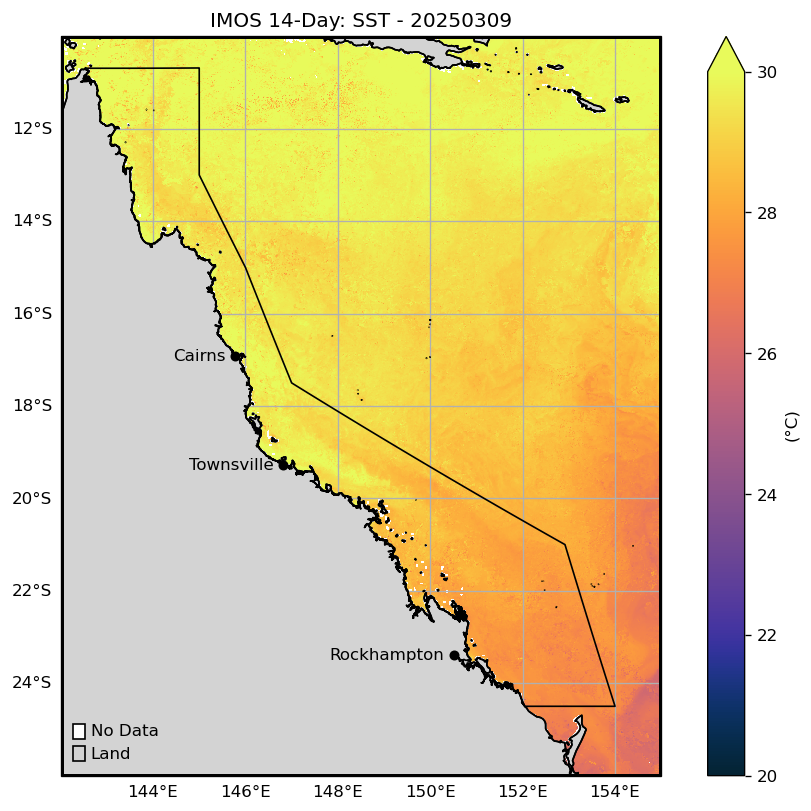 IMOS 14-Day: SST - 20250309
30
12°S
28
14°S
16°S
26
Cairns
18°S
(°C)
Townsville
24
20°S
22°S
22
Rockhampton
24°S
No Data
Land
20
144°E 146°E 148°E 150°E 152°E 154°E